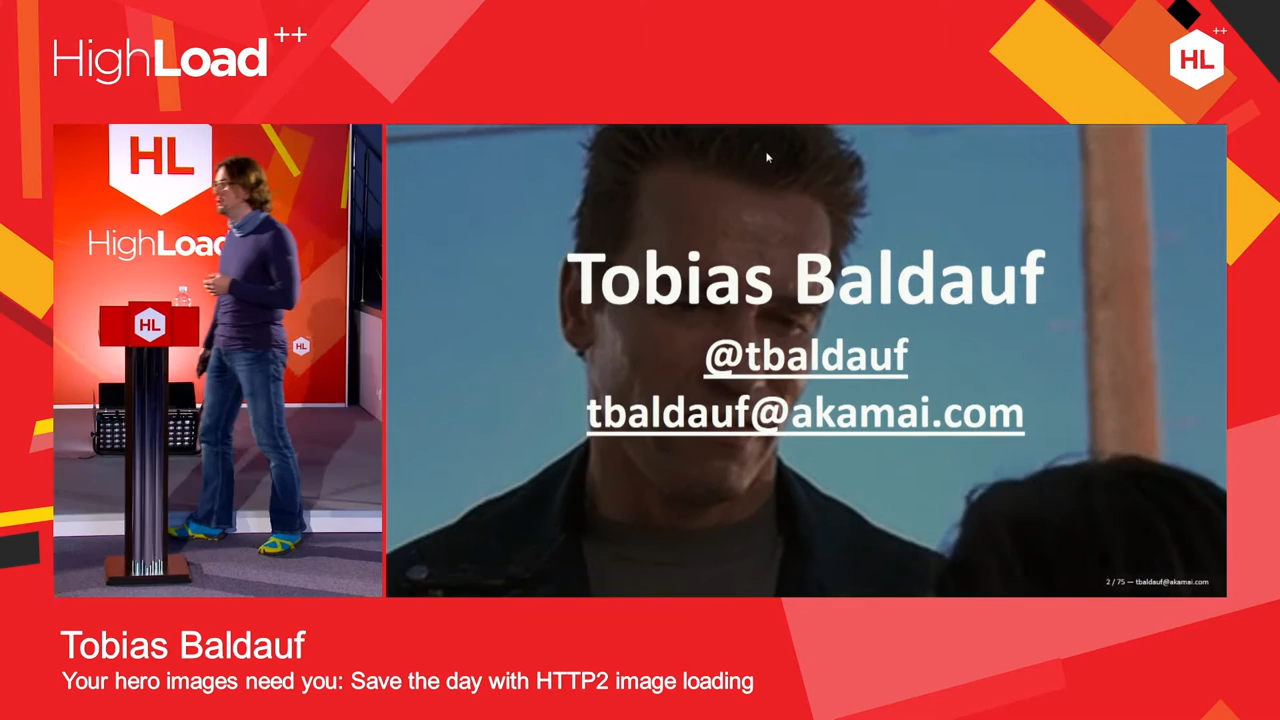 HighLoad++
HL++
HL
HighLoad
HL
HL
Tobias Baldauf
@tbaldauf
tbaldauf@akamai.com
2 / 75 — tbaldauf@akamai.com
Tobias Baldauf
Your hero images need you: Save the day with HTTP2 image loading